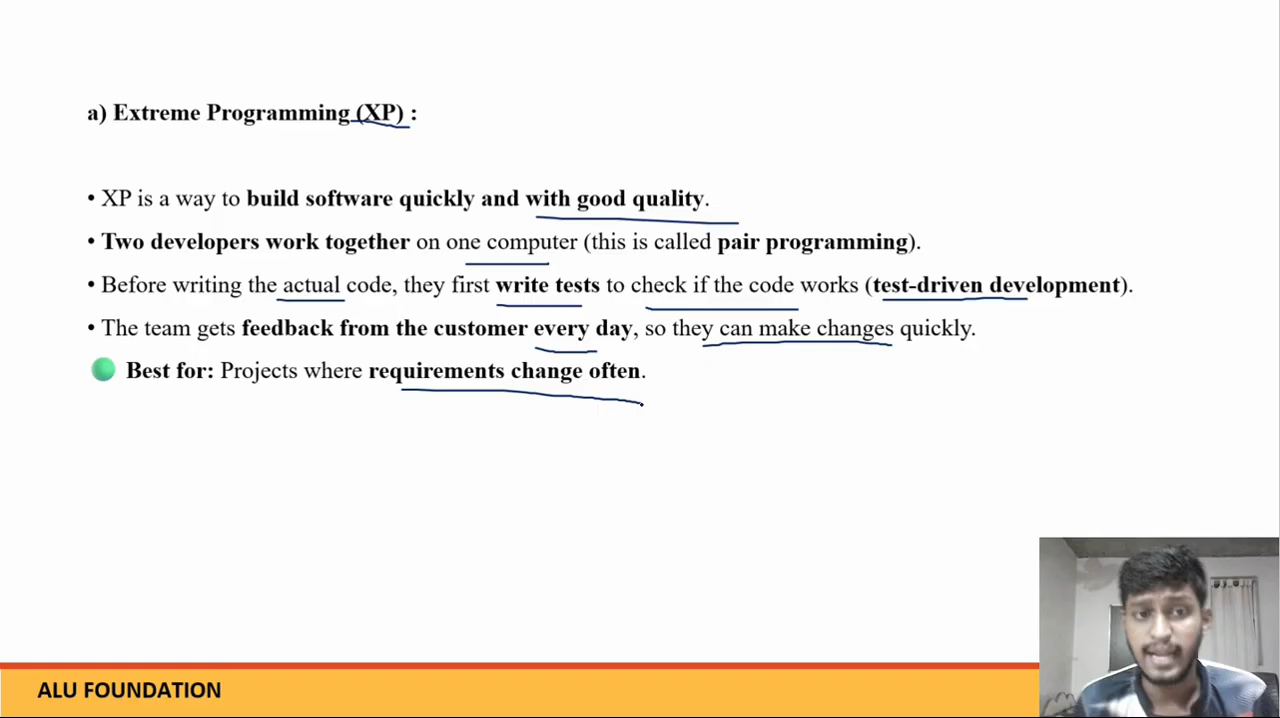 a) Extreme Programming (XP) :
• XP is a way to build software quickly and with good quality.
• Two developers work together on one computer (this is called pair programming).
• Before writing the actual code, they first write tests to check if the code works (test-driven development).
• The team gets feedback from the customer every day, so they can make changes quickly.
Best for: Projects where requirements change often.
ALU FOUNDATION